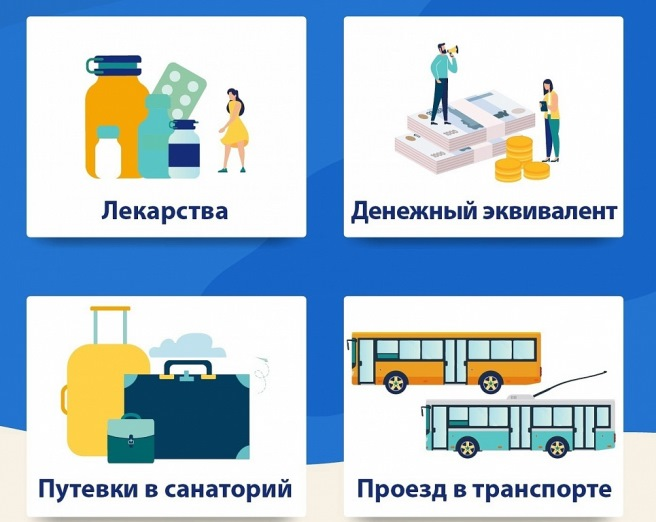 Лекарства
Денежный эквивалент
Путевки в санаторий
Проезд в транспорте